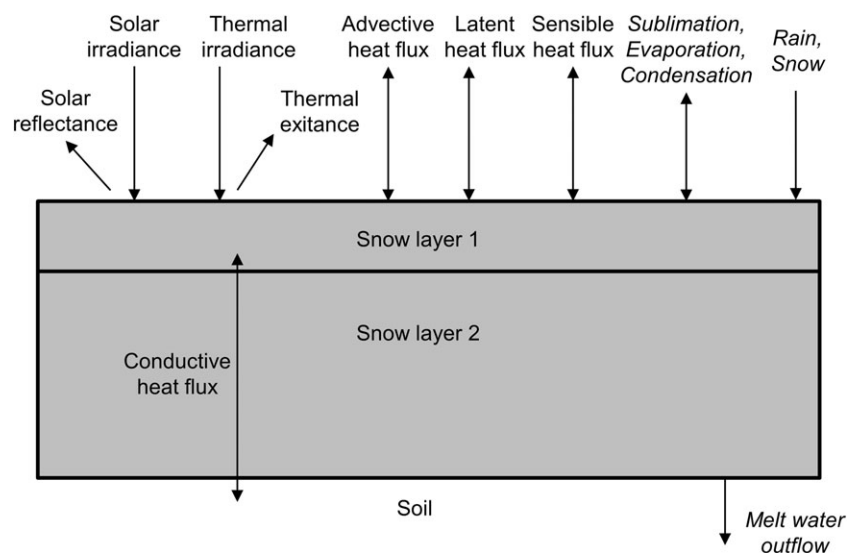 Solar
irradiance
Thermal
irradiance
Advective
heat flux
Latent
heat flux
Sensible
heat flux
Sublimation,
Evaporation,
Condensation
Rain,
Snow
Solar
reflectance
Thermal
exitance
Snow layer 1
Snow layer 2
Conductive
heat flux
Soil
Melt water
outflow